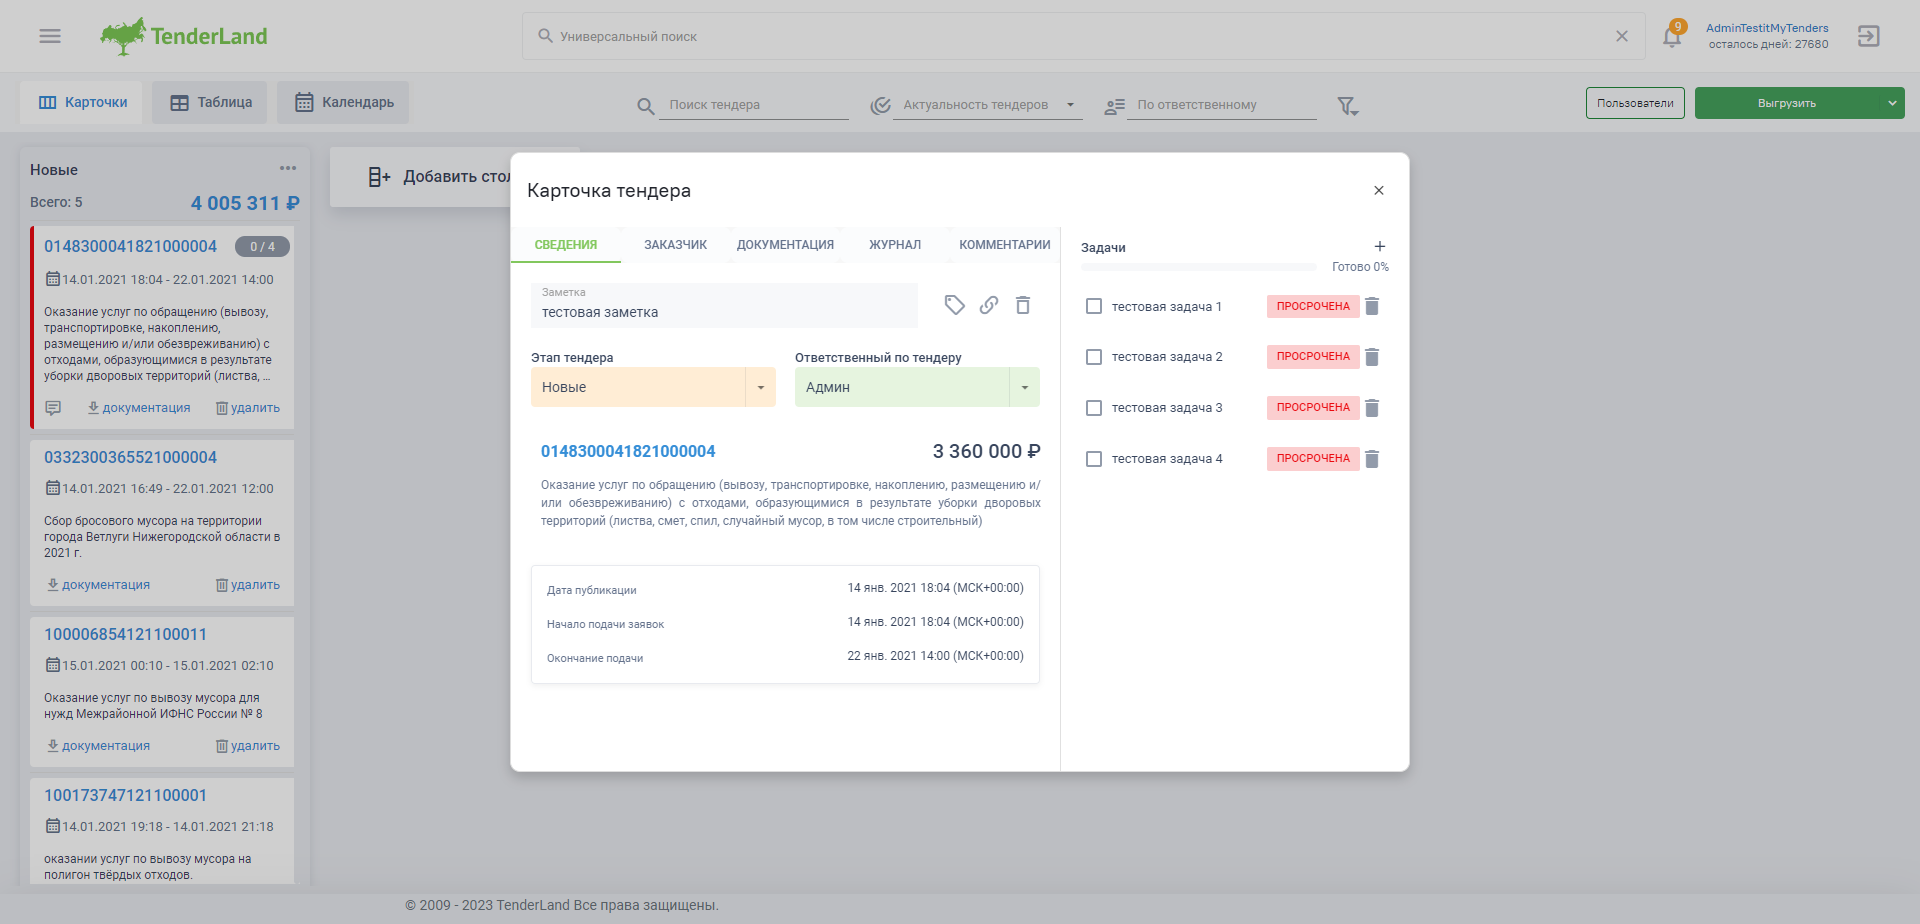 TenderLand
Универсальный поиск
9
AdminTestitMyTenders
осталось дней: 27680
Карточки
Таблица
Календарь
Поиск тендера
Актуальность тендеров
По ответственному
Пользователи
Выгрузить
Новые
Всего: 5
4 005 311 ₽
0148300041821000004
0 / 4
14.01.2021 18:04 - 22.01.2021 14:00
Оказание услуг по обращению (вывозу,
транспортировке, накоплению,
размещению и/или обезвреживанию) с
отходами, образующимися в результате
уборки дворовых территорий (листва, ...
документация
удалить
0332300365521000004
14.01.2021 16:49 - 22.01.2021 12:00
Сбор бросового мусора на территории
города Ветлуги Нижегородской области в
2021 г.
документация
удалить
100006854121100011
15.01.2021 00:10 - 15.01.2021 02:10
Оказание услуг по вывозу мусора для
нужд Межрайонной ИФНС России № 8
документация
удалить
100173747121100001
14.01.2021 19:18 - 14.01.2021 21:18
оказании услуг по вывозу мусора на
полигон твёрдых отходов.
Добавить стол
Карточка тендера
СВЕДЕНИЯ
ЗАКАЗЧИК
ДОКУМЕНТАЦИЯ
ЖУРНАЛ
КОММЕНТАРИИ
Заметка
тестовая заметка
Этап тендера
Ответственный по тендеру
Новые
Админ
0148300041821000004
3 360 000 ₽
Оказание услуг по обращению (вывозу, транспортировке, накоплению, размещению и/
или обезвреживанию) с отходами, образующимися в результате уборки дворовых
территорий (листва, смет, спил, случайный мусор, в том числе строительный)
Дата публикации
14 янв. 2021 18:04 (МСК+00:00)
Начало подачи заявок
14 янв. 2021 18:04 (МСК+00:00)
Окончание подачи
22 янв. 2021 14:00 (МСК+00:00)
Задачи
Готово 0%
тестовая задача 1
ПРОСРОЧЕНА
тестовая задача 2
ПРОСРОЧЕНА
тестовая задача 3
ПРОСРОЧЕНА
тестовая задача 4
ПРОСРОЧЕНА
© 2009 - 2023 TenderLand Все права защищены.